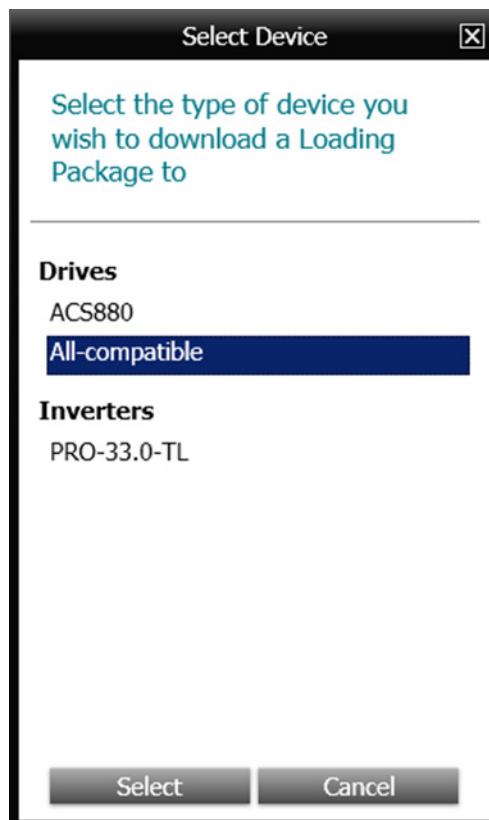 Select Device
Select the type of device you
wish to download a Loading
Package to
Drives
ACS880
All-compatible
Inverters
PRO-33.0-TL
Select
Cancel